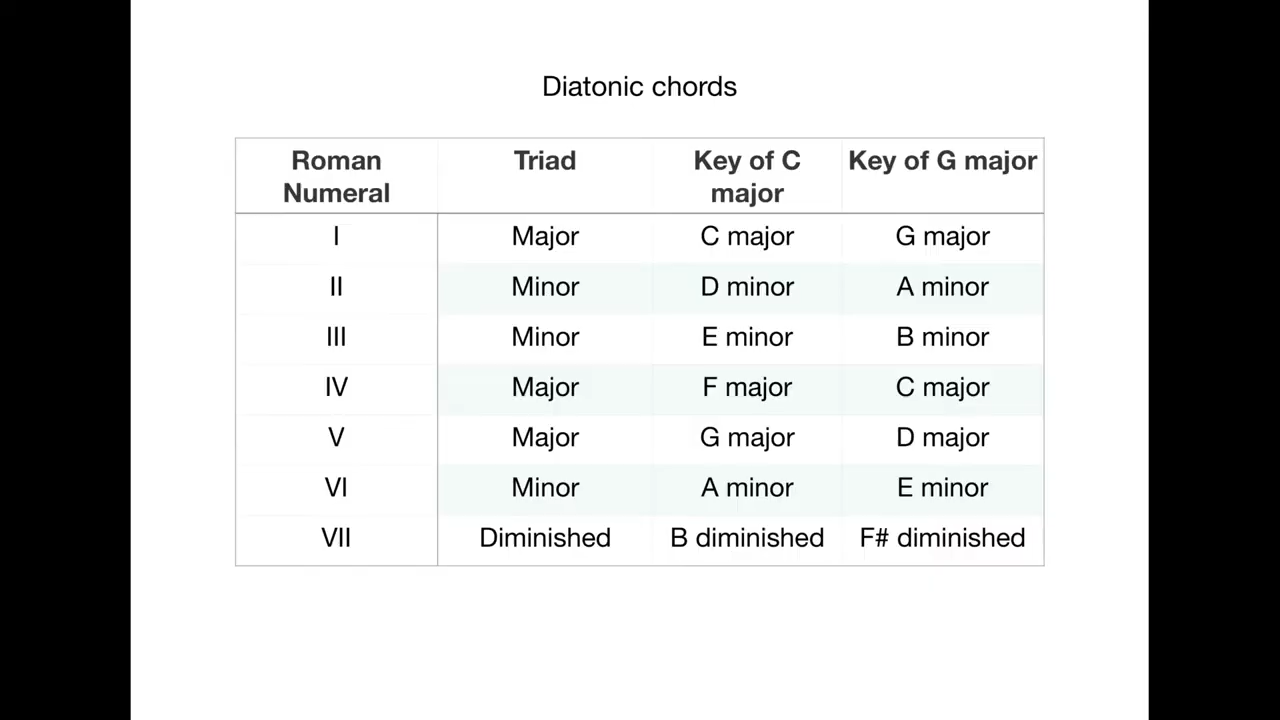 Diatonic chords
Roman Numeral Triad Key of C major Key of G major
I Major C major G major
II Minor D minor A minor
III Minor E minor B minor
IV Major F major C major
V Major G major D major
VI Minor A minor E minor
VII Diminished B diminished F# diminished